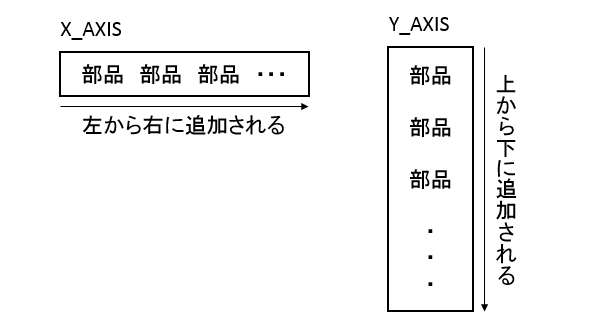 X_AXIS
部品 部品 部品 ・・・
左から右に追加される
Y_AXIS
部品
部品
部品
・
・
・
上から下に追加される